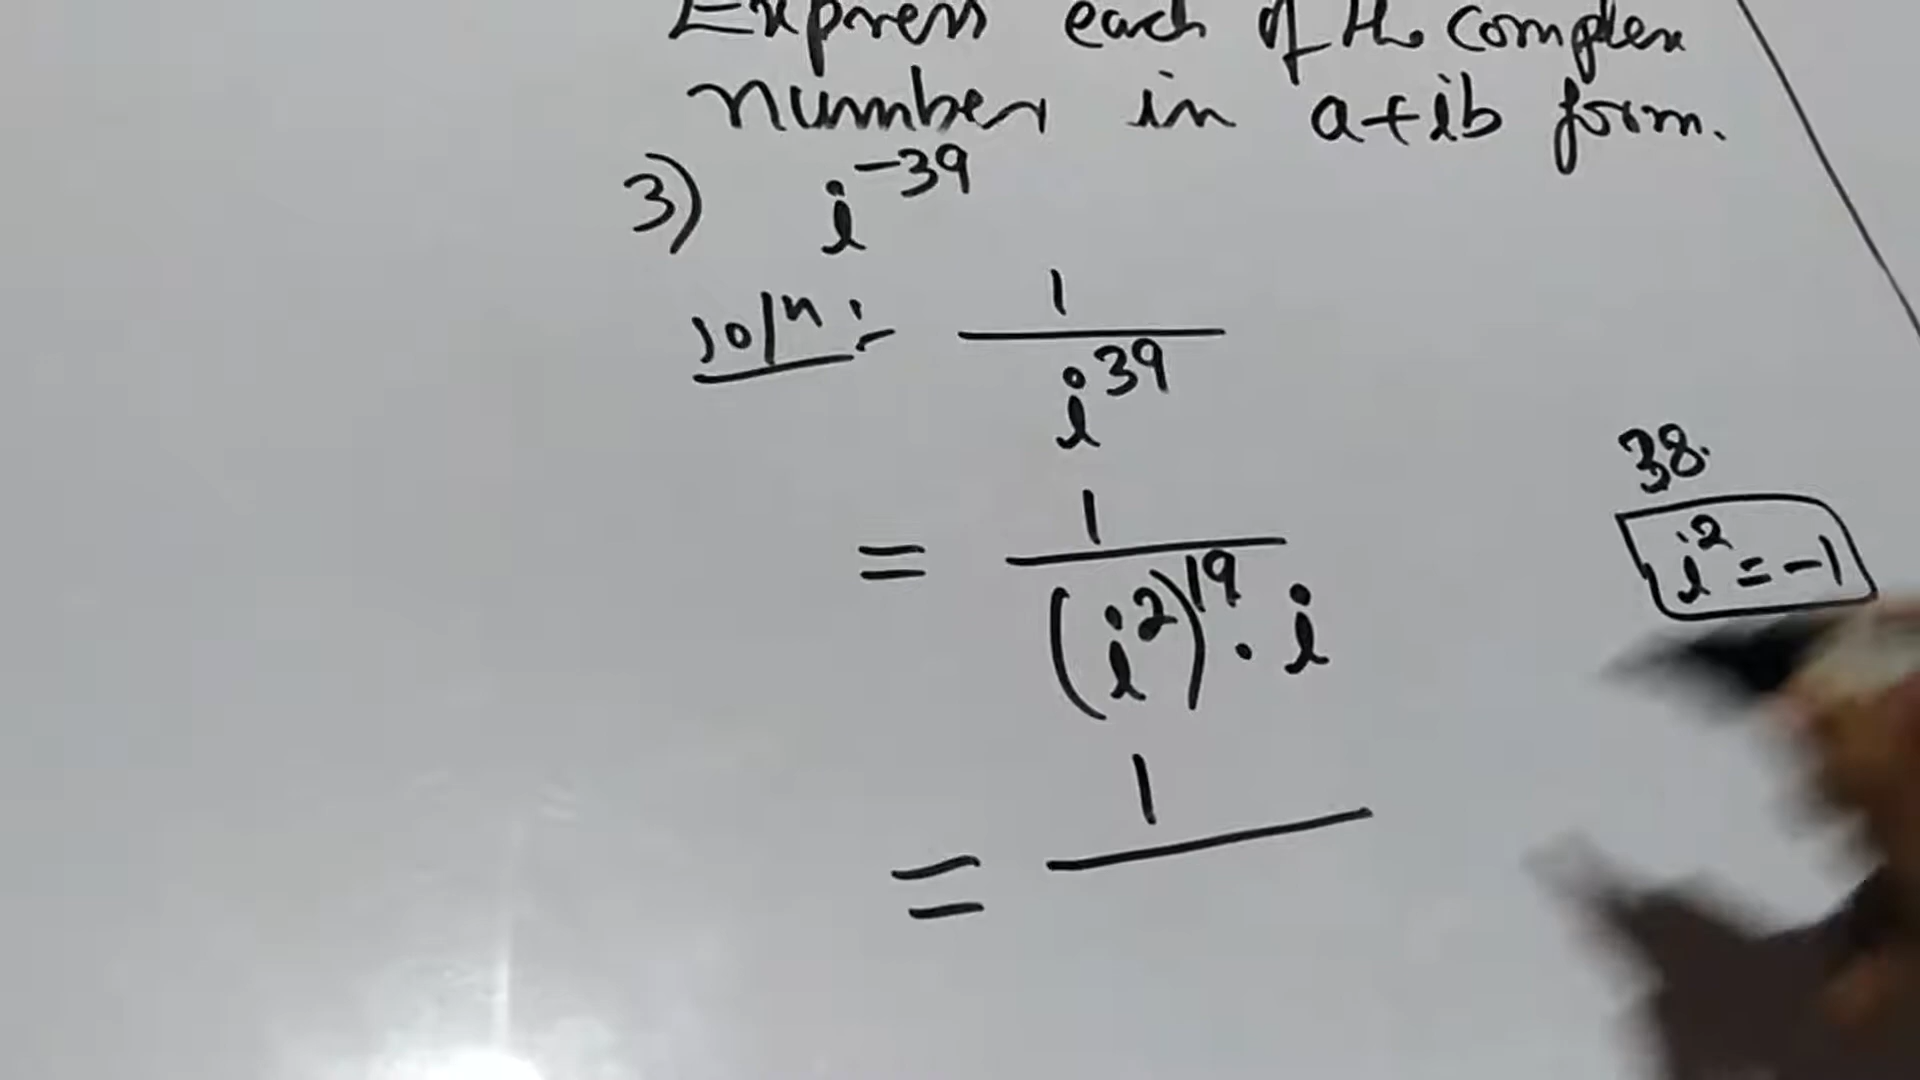 Express each of the complex
number in a+ib form.
3) i^-39
Soln:- 1/i^39
= 1/((i^2)^19 . i)
38.
i^2 = -1
= 1/